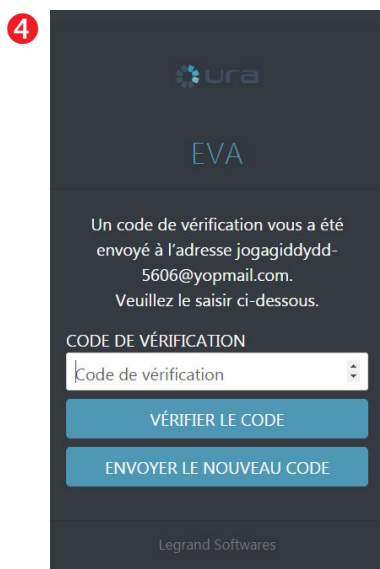 4
ura
EVA
Un code de vérification vous a été
envoyé à l'adresse jogagiddydd-
5606@yopmail.com.
Veuillez le saisir ci-dessous.
CODE DE VÉRIFICATION
Code de vérification
VÉRIFIER LE CODE
ENVOYER LE NOUVEAU CODE
Legrand Softwares